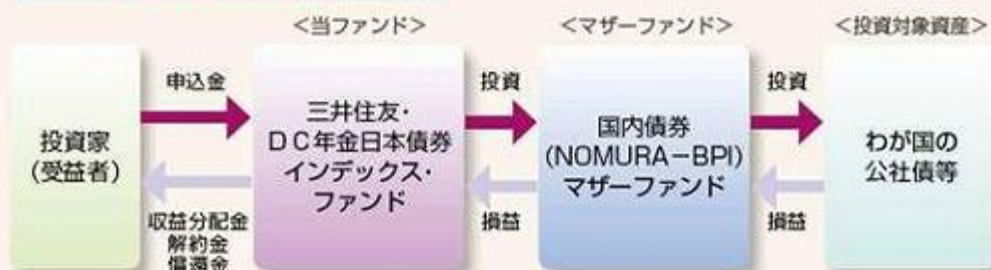 <当ファンド>
<マザーファンド>
<投資対象資産>
投資家
(受益者)
申込金
収益分配金
解約金
償還金
三井住友・
DC年金日本債券
インデックス・
ファンド
投資
損益
国内債券
(NOMURA－BPI)
マザーファンド
投資
損益
わが国の
公社債等